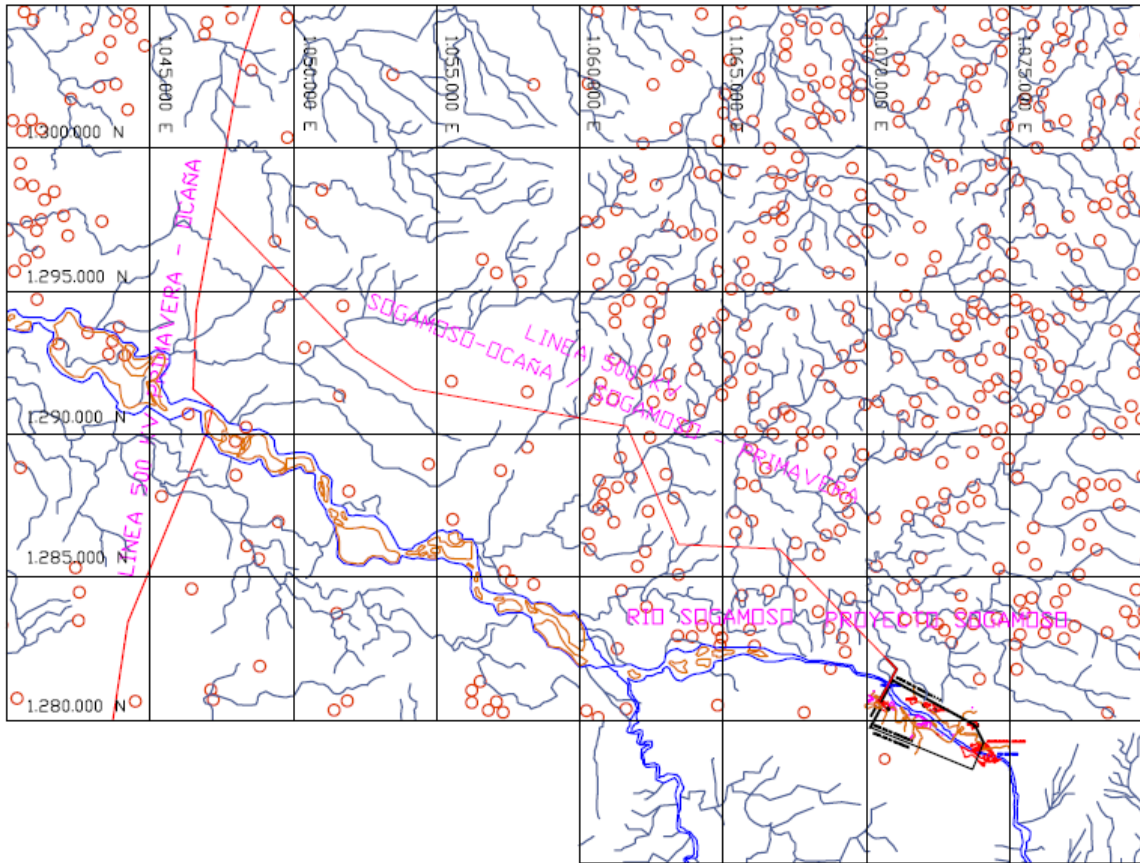 1.045.000 E
1.050.000 E
1.055.000 E
1.060.000 E
1.065.000 E
1.070.000 E
1.075.000 E
1.300.000 N
1.295.000 N
1.290.000 N
1.285.000 N
1.280.000 N
LINEA 500 KV PRIMAVERA - OCAÑA
LINEA 500 KV
SOGAMOSO-OCAÑA / SOGAMOSO - PRIMAVERA
RIO SOGAMOSO
PROYECTO SOGAMOSO